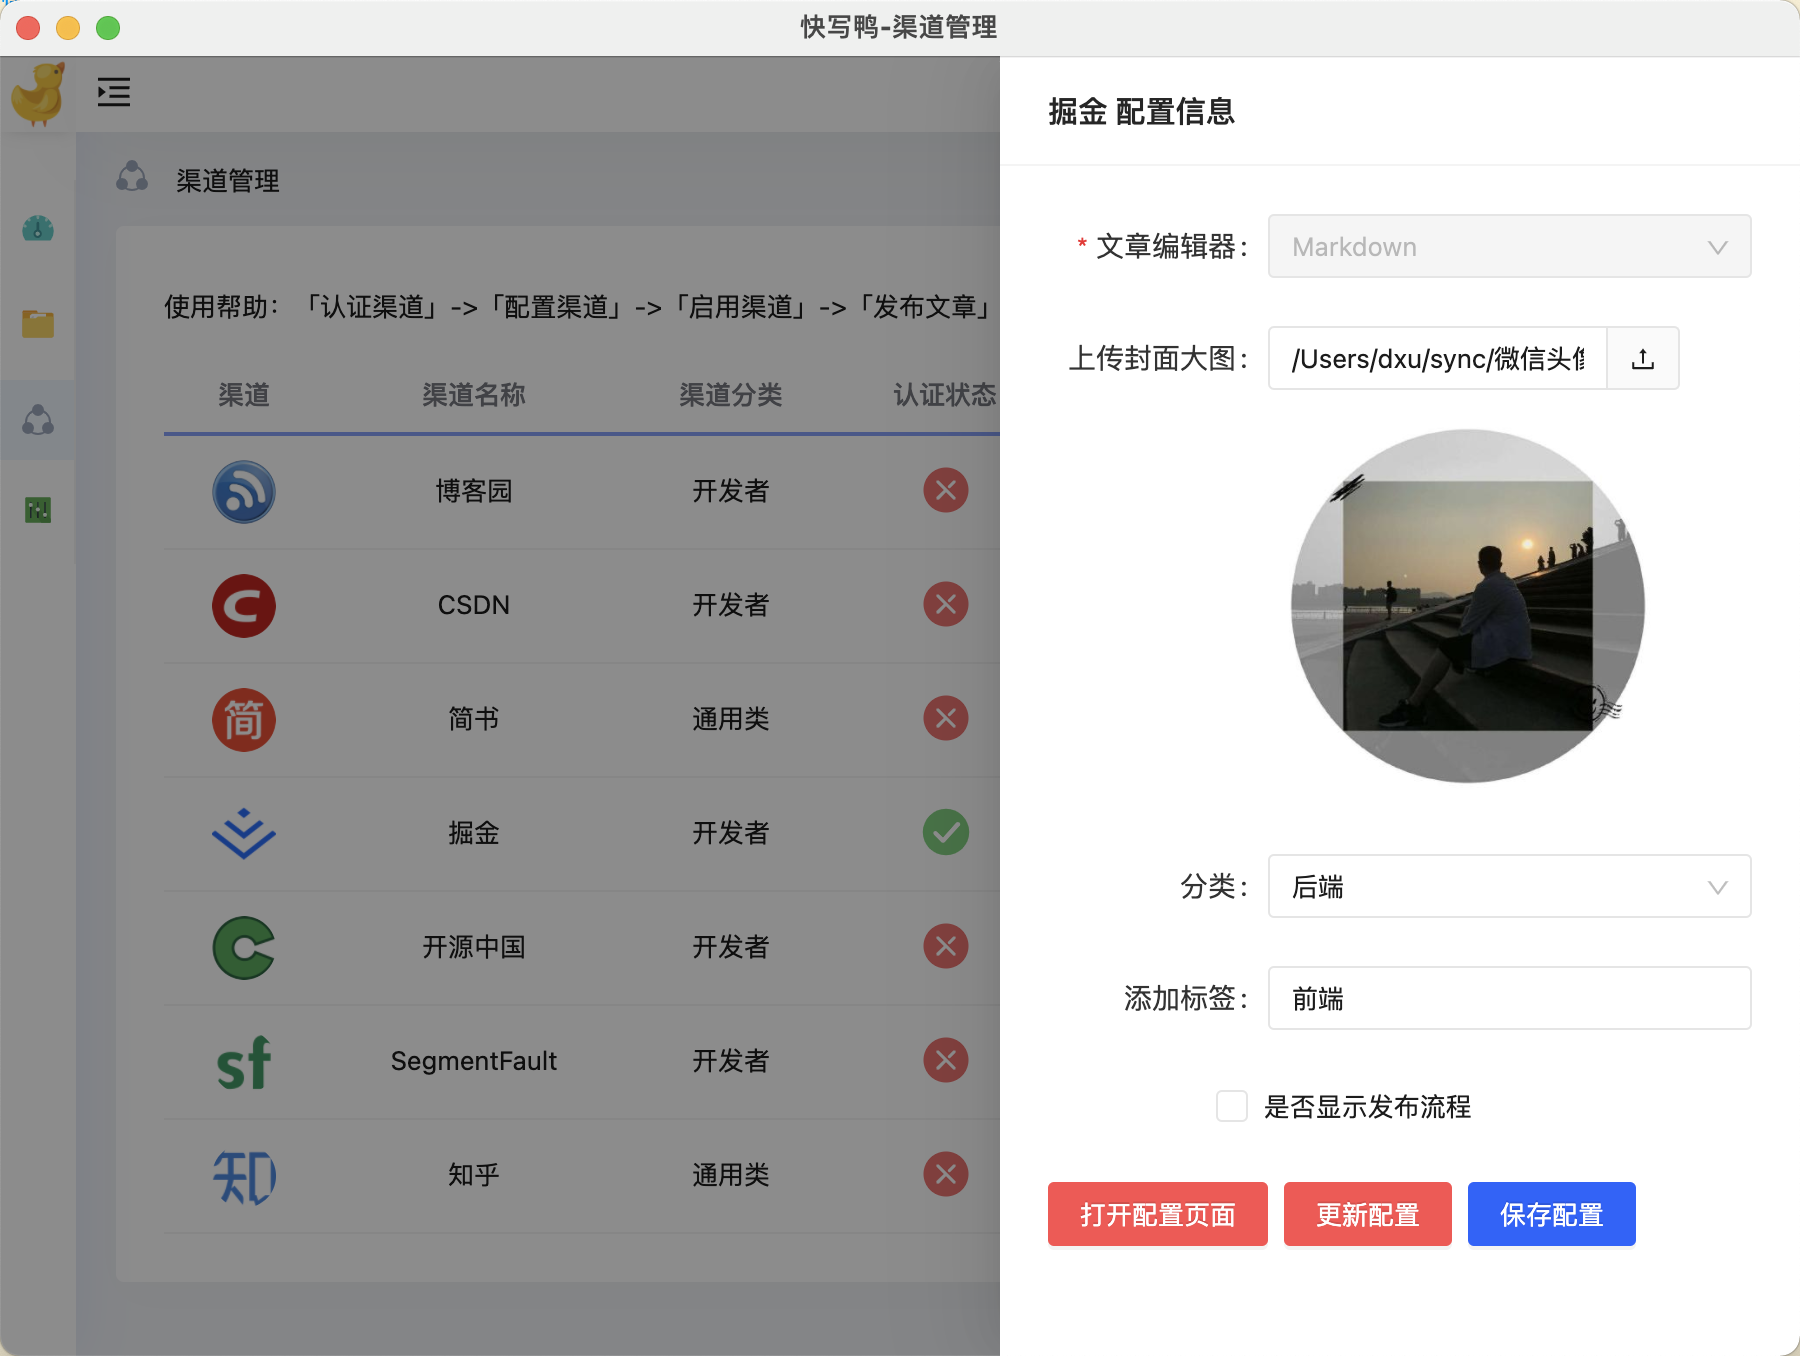 快写鸭-渠道管理
渠道管理
使用帮助：「认证渠道」->「配置渠道」->「启用渠道」->「发布文章」
渠道 渠道名称 渠道分类 认证状态
博客园 开发者
CSDN 开发者
简 简书 通用类
掘金 开发者
开源中国 开发者
sf SegmentFault 开发者
知 知乎 通用类
掘金 配置信息
* 文章编辑器: Markdown
上传封面大图: /Users/dxu/sync/微信头
分类: 后端
添加标签: 前端
是否显示发布流程
打开配置页面 更新配置 保存配置